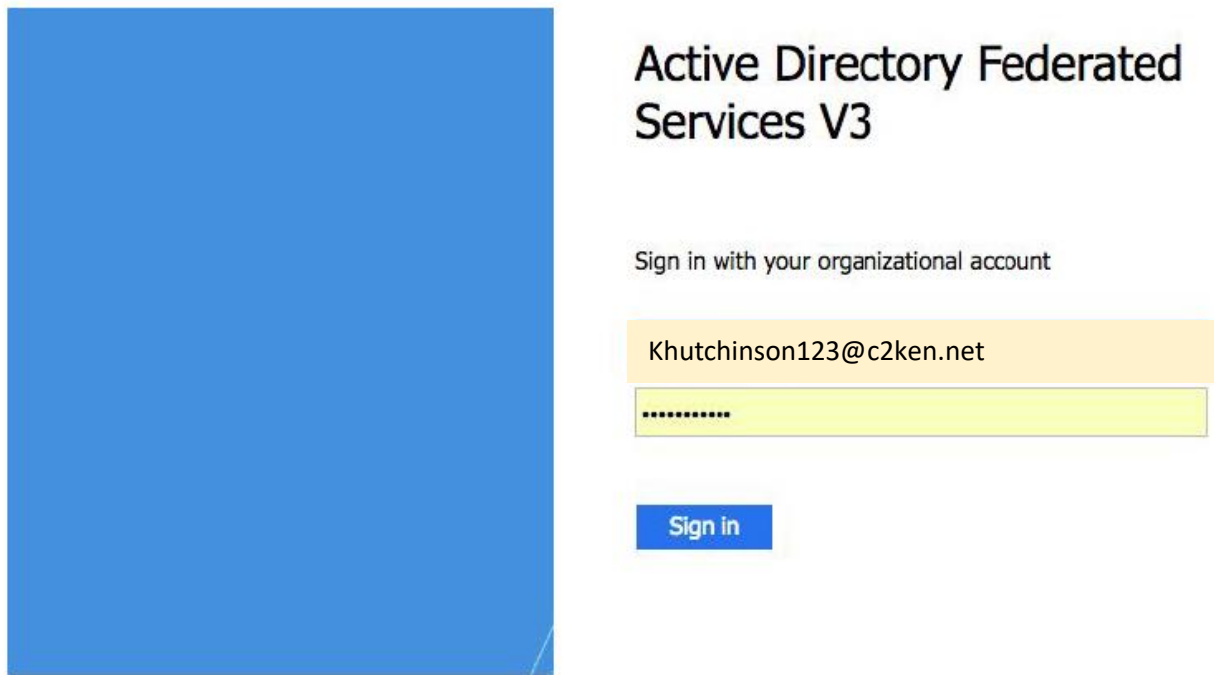 Active Directory Federated
Services V3
Sign in with your organizational account
Khutchinson123@c2ken.net
•••••••••••
Sign in